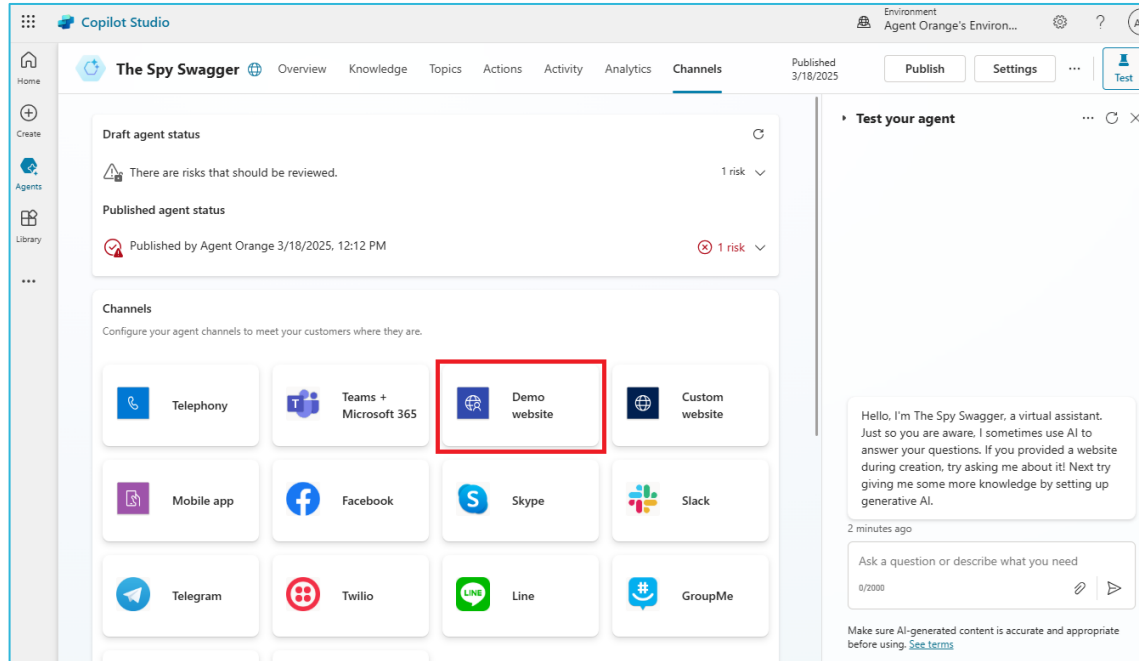 Copilot Studio
Environment
Agent Orange's Environ...
?
Home
Create
Agents
Library
The Spy Swagger
Overview
Knowledge
Topics
Actions
Activity
Analytics
Channels
Published
3/18/2025
Publish
Settings
...
Test
Draft agent status
There are risks that should be reviewed.
1 risk
Published agent status
Published by Agent Orange 3/18/2025, 12:12 PM
1 risk
Channels
Configure your agent channels to meet your customers where they are.
Telephony
Teams +
Microsoft 365
Demo
website
Custom
website
Mobile app
Facebook
Skype
Slack
Telegram
Twilio
LINE
Line
GroupMe
Test your agent
Hello, I'm The Spy Swagger, a virtual assistant.
Just so you are aware, I sometimes use AI to
answer your questions. If you provided a website
during creation, try asking me about it! Next try
giving me some more knowledge by setting up
generative AI.
2 minutes ago
Ask a question or describe what you need
0/2000
Make sure AI-generated content is accurate and appropriate
before using. See terms